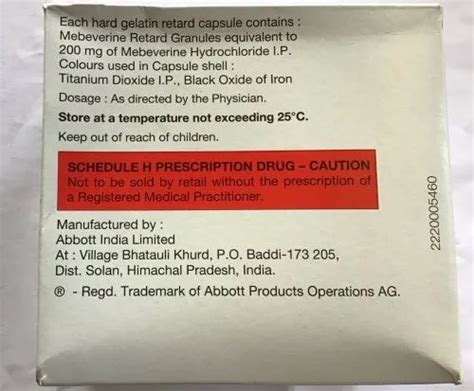 Each hard gelatin retard capsule contains :
Mebeverine Retard Granules equivalent to
200 mg of Mebeverine Hydrochloride I.P.
Colours used in Capsule shell :
Titanium Dioxide I.P., Black Oxide of Iron
Dosage : As directed by the Physician.
Store at a temperature not exceeding 25°C.
Keep out of reach of children.
SCHEDULE H PRESCRIPTION DRUG – CAUTION
Not to be sold by retail without the prescription of
a Registered Medical Practitioner.
Manufactured by :
Abbott India Limited
At : Village Bhatauli Khurd, P.O. Baddi-173 205,
Dist. Solan, Himachal Pradesh, India.
® - Regd. Trademark of Abbott Products Operations AG.
2220005460